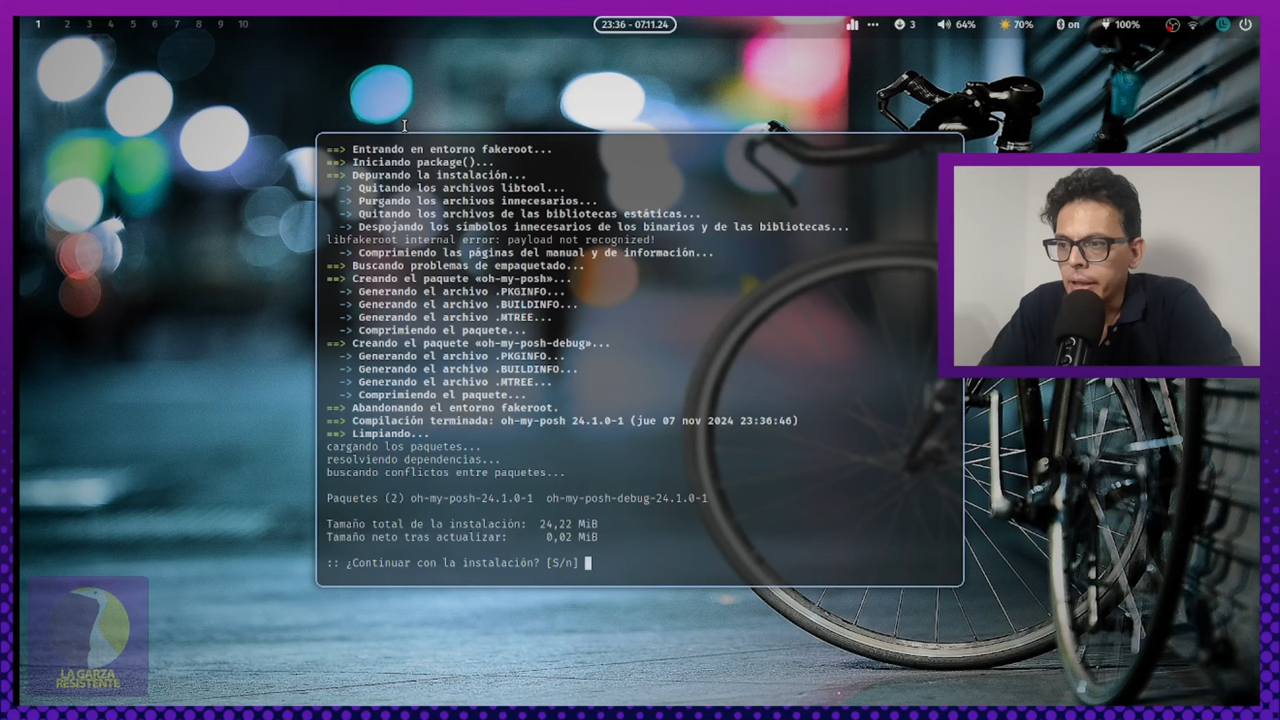 1 2 3 4 5 6 7 8 9 10
23:36 - 07.11.24
3 64% 70% on 100%
==> Entrando en entorno fakeroot...
==> Iniciando package()...
==> Depurando la instalación...
-> Quitando los archivos libtool...
-> Purgando los archivos innecesarios...
-> Quitando los archivos de las bibliotecas estáticas...
-> Despojando los símbolos innecesarios de los binarios y de las bibliotecas...
libfakeroot internal error: payload not recognized!
-> Comprimiendo las páginas del manual y de información...
==> Buscando problemas de empaquetado...
==> Creando el paquete «oh-my-posh»...
-> Generando el archivo .PKGINFO...
-> Generando el archivo .BUILDINFO...
-> Generando el archivo .MTREE...
-> Comprimiendo el paquete...
==> Creando el paquete «oh-my-posh-debug»...
-> Generando el archivo .PKGINFO...
-> Generando el archivo .BUILDINFO...
-> Generando el archivo .MTREE...
-> Comprimiendo el paquete...
==> Abandonando el entorno fakeroot.
==> Compilación terminada: oh-my-posh 24.1.0-1 (jue 07 nov 2024 23:36:46)
==> Limpiando...
cargando los paquetes...
resolviendo dependencias...
buscando conflictos entre paquetes...
Paquetes (2) oh-my-posh-24.1.0-1 oh-my-posh-debug-24.1.0-1
Tamaño total de la instalación: 24,22 MiB
Tamaño neto tras actualizar: 0,02 MiB
:: ¿Continuar con la instalación? [S/n]
LA GARZA
RESISTENTE